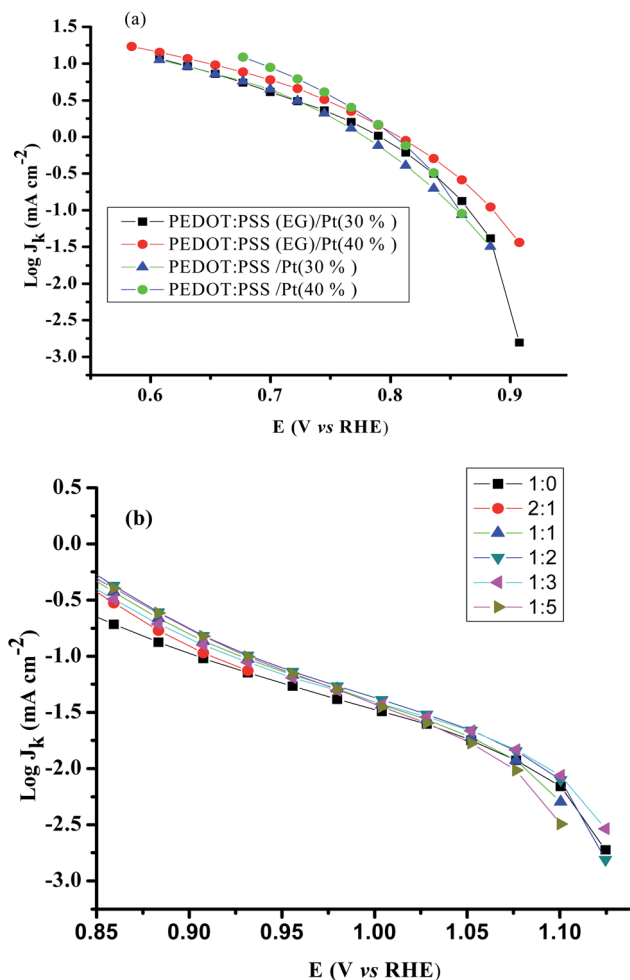 (a)
1.5
1.0
0.5
0.0
-0.5
-1.0
-1.5
-2.0
-2.5
-3.0
Log J_k (mA cm⁻²)
PEDOT:PSS (EG)/Pt(30 %)
PEDOT:PSS (EG)/Pt(40 %)
PEDOT:PSS /Pt(30 %)
PEDOT:PSS /Pt(40 %)
0.6 0.7 0.8 0.9
E (V vs RHE)
(b)
0.5
0.0
-0.5
-1.0
-1.5
-2.0
-2.5
-3.0
Log J_k (mA cm⁻²)
1:0
2:1
1:1
1:2
1:3
1:5
0.85 0.90 0.95 1.00 1.05 1.10
E (V vs RHE)